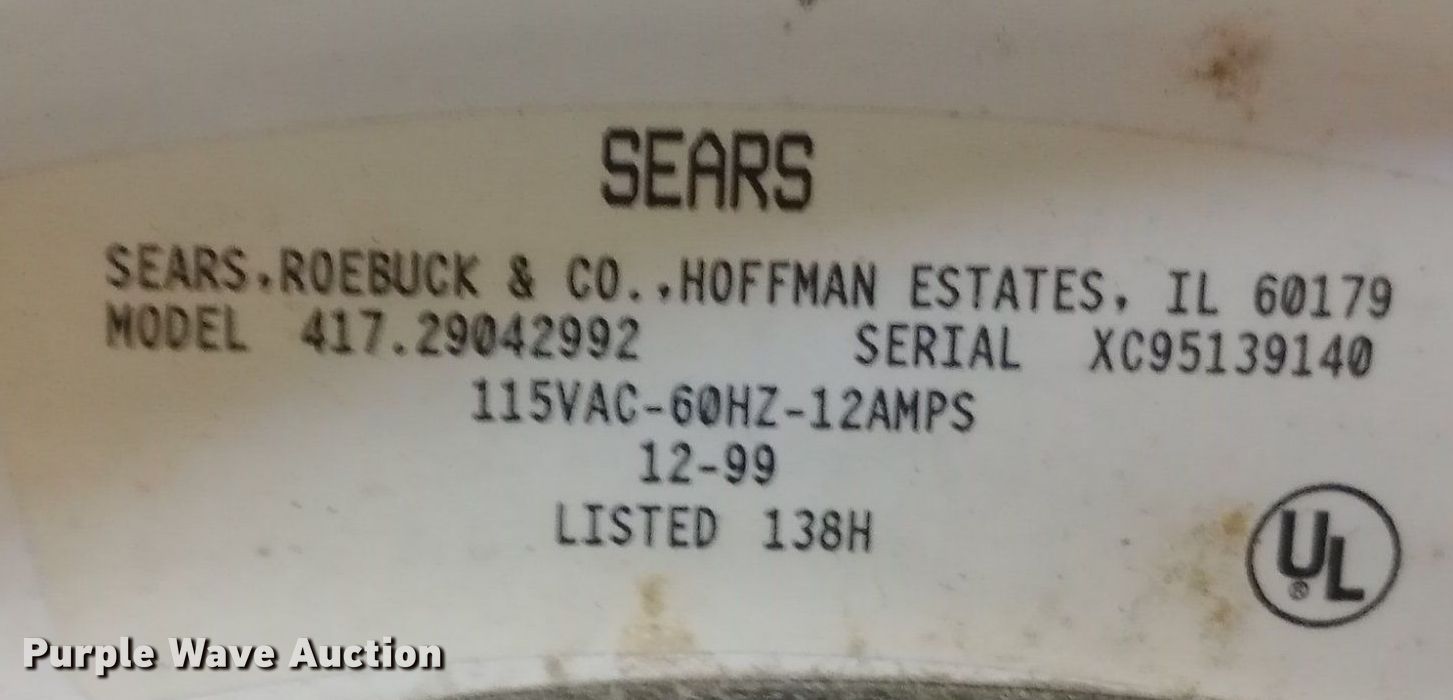 SEARS
SEARS,ROEBUCK & CO.,HOFFMAN ESTATES, IL 60179
MODEL 417.29042992 SERIAL XC95139140
115VAC-60HZ-12AMPS
12-99
LISTED 138H
UL®
Purple Wave Auction